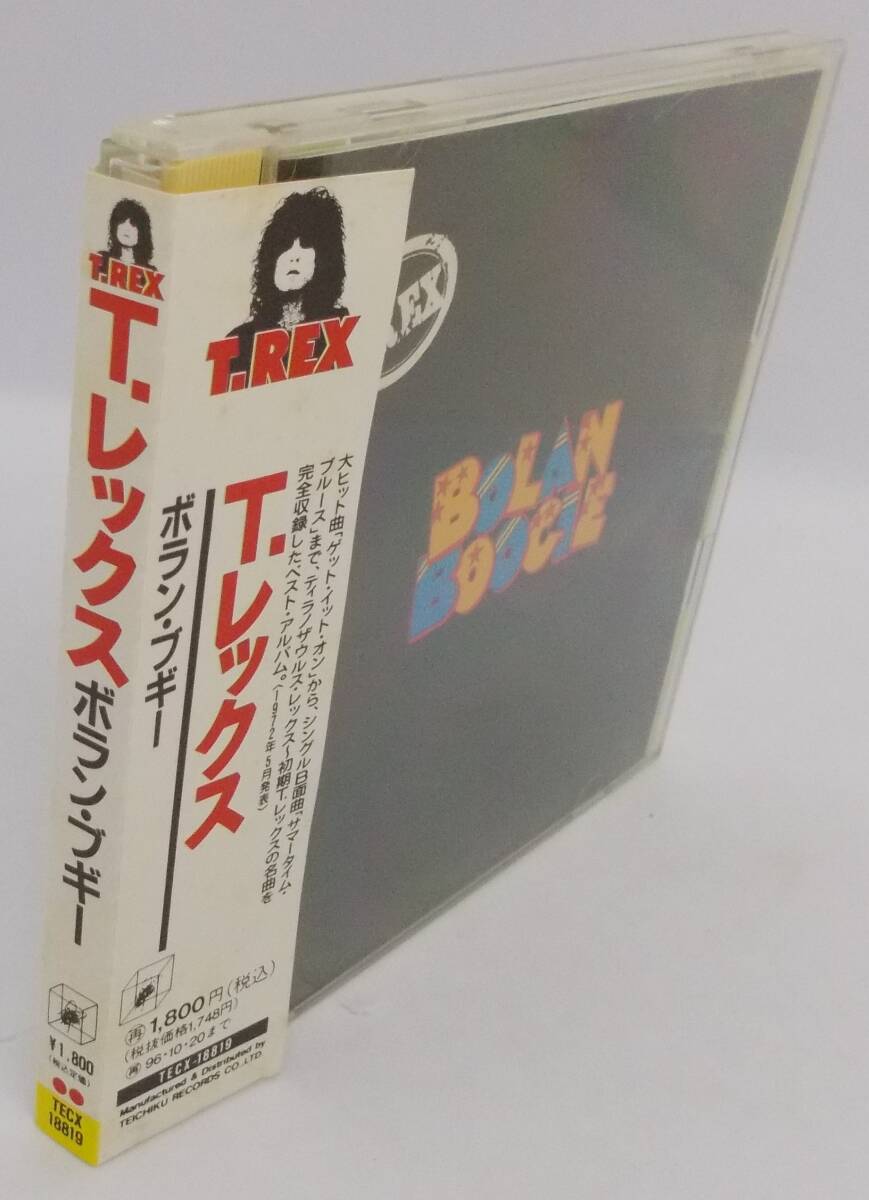 T.REX
T.レックス ボラン・ブギー
¥1,800
(税込定価)
TECX
18819
T.REX
T.レックス
ボラン・ブギー
大ヒット曲「ゲット・イット・オン」から、シングルB面曲「サマータイム・
ブルース」まで、ティラノザウルス・レックス〜初期T.レックスの名曲を
完全収録したベスト・アルバム。(1972年5月発表)
再1,800円(税込)
(税抜価格1,748円)
再96・10・20まで
TECX-18819
Manufactured & Distributed by
TEICHIKU RECORDS CO.,LTD.
.EX
BOLAN
BOOGIE